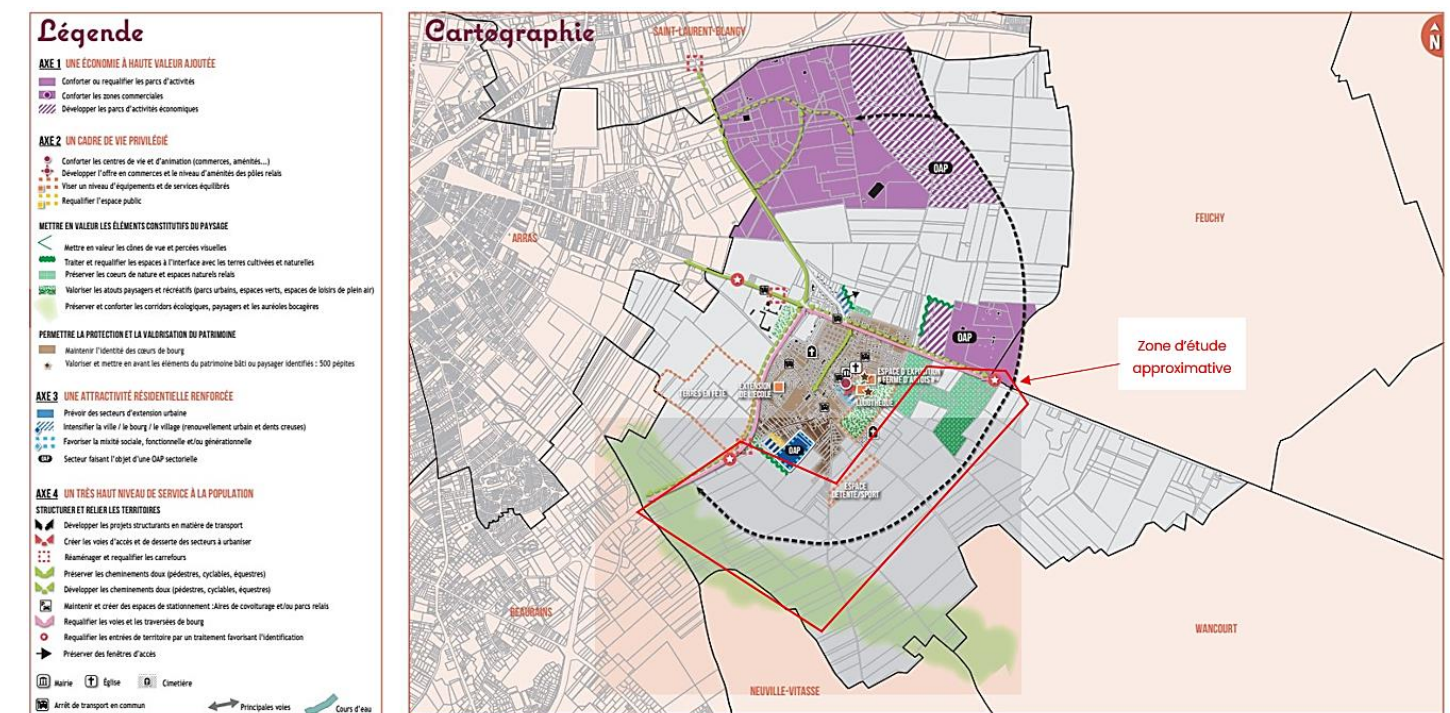 Légende
AXE 1 UNE ÉCONOMIE À HAUTE VALEUR AJOUTÉE
Conforter ou requalifier les parcs d'activités
Conforter les zones commerciales
Développer les parcs d'activités économiques
AXE 2 UN CADRE DE VIE PRIVILÉGIÉ
Conforter les centres de vie et d'animation (commerces, aménités...)
Développer l'offre en commerces et le niveau d'aménités des pôles relais
Viser un niveau d'équipements et de services équilibrés
Requalifier l'espace public
METTRE EN VALEUR LES ÉLÉMENTS CONSTITUTIFS DU PAYSAGE
Mettre en valeur les cônes de vue et percées visuelles
Traiter et requalifier les espaces à l'interface avec les terres cultivées et naturelles
Préserver les coeurs de nature et espaces naturels relais
Valoriser les atouts paysagers et récréatifs (parcs urbains, espaces verts, espaces de loisirs de plein air)
Préserver et conforter les corridors écologiques, paysagers et les auréoles bocagères
PERMETTRE LA PROTECTION ET LA VALORISATION DU PATRIMOINE
Maintenir l'identité des cœurs de bourg
Valoriser et mettre en avant les éléments du patrimoine bâti ou paysager identifiés : 500 pépites
AXE 3 UNE ATTRACTIVITÉ RÉSIDENTIELLE RENFORCÉE
Prévoir des secteurs d'extension urbaine
Intensifier la ville / le bourg / le village (renouvellement urbain et dents creuses)
Favoriser la mixité sociale, fonctionnelle et/ou générationnelle
OAP Secteur faisant l'objet d'une OAP sectorielle
AXE 4 UN TRÈS HAUT NIVEAU DE SERVICE À LA POPULATION
STRUCTURER ET RELIER LES TERRITOIRES
Développer les projets structurants en matière de transport
Créer les voies d'accès et de desserte des secteurs à urbaniser
Réaménager et requalifier les carrefours
Préserver les cheminements doux (pédestres, cyclables, équestres)
Développer les cheminements doux (pédestres, cyclables, équestres)
Maintenir et créer des espaces de stationnement :Aires de covoiturage et/ou parcs relais
Requalifier les voies et les traversées de bourg
Requalifier les entrées de territoire par un traitement favorisant l'identification
Préserver des fenêtres d'accès
Mairie Église Cimetière
Arrêt de transport en commun Principales voies Cours d'eau
Cartographie
SAINT-LAURENT-BLANGY
N
OAP
FEUCHY
ARRAS
OAP
Zone d'étude
approximative
ESPACE D'EXPOSITION
« FERME D'ARTOIS »
TERRES EN FÊTE
EXTENSION
DE L'ÉCOLE
LUDOTHÈQUE
OAP
ESPACE
DÉTENTE/SPORT
BEAURAINS
WANCOURT
NEUVILLE-VITASSE